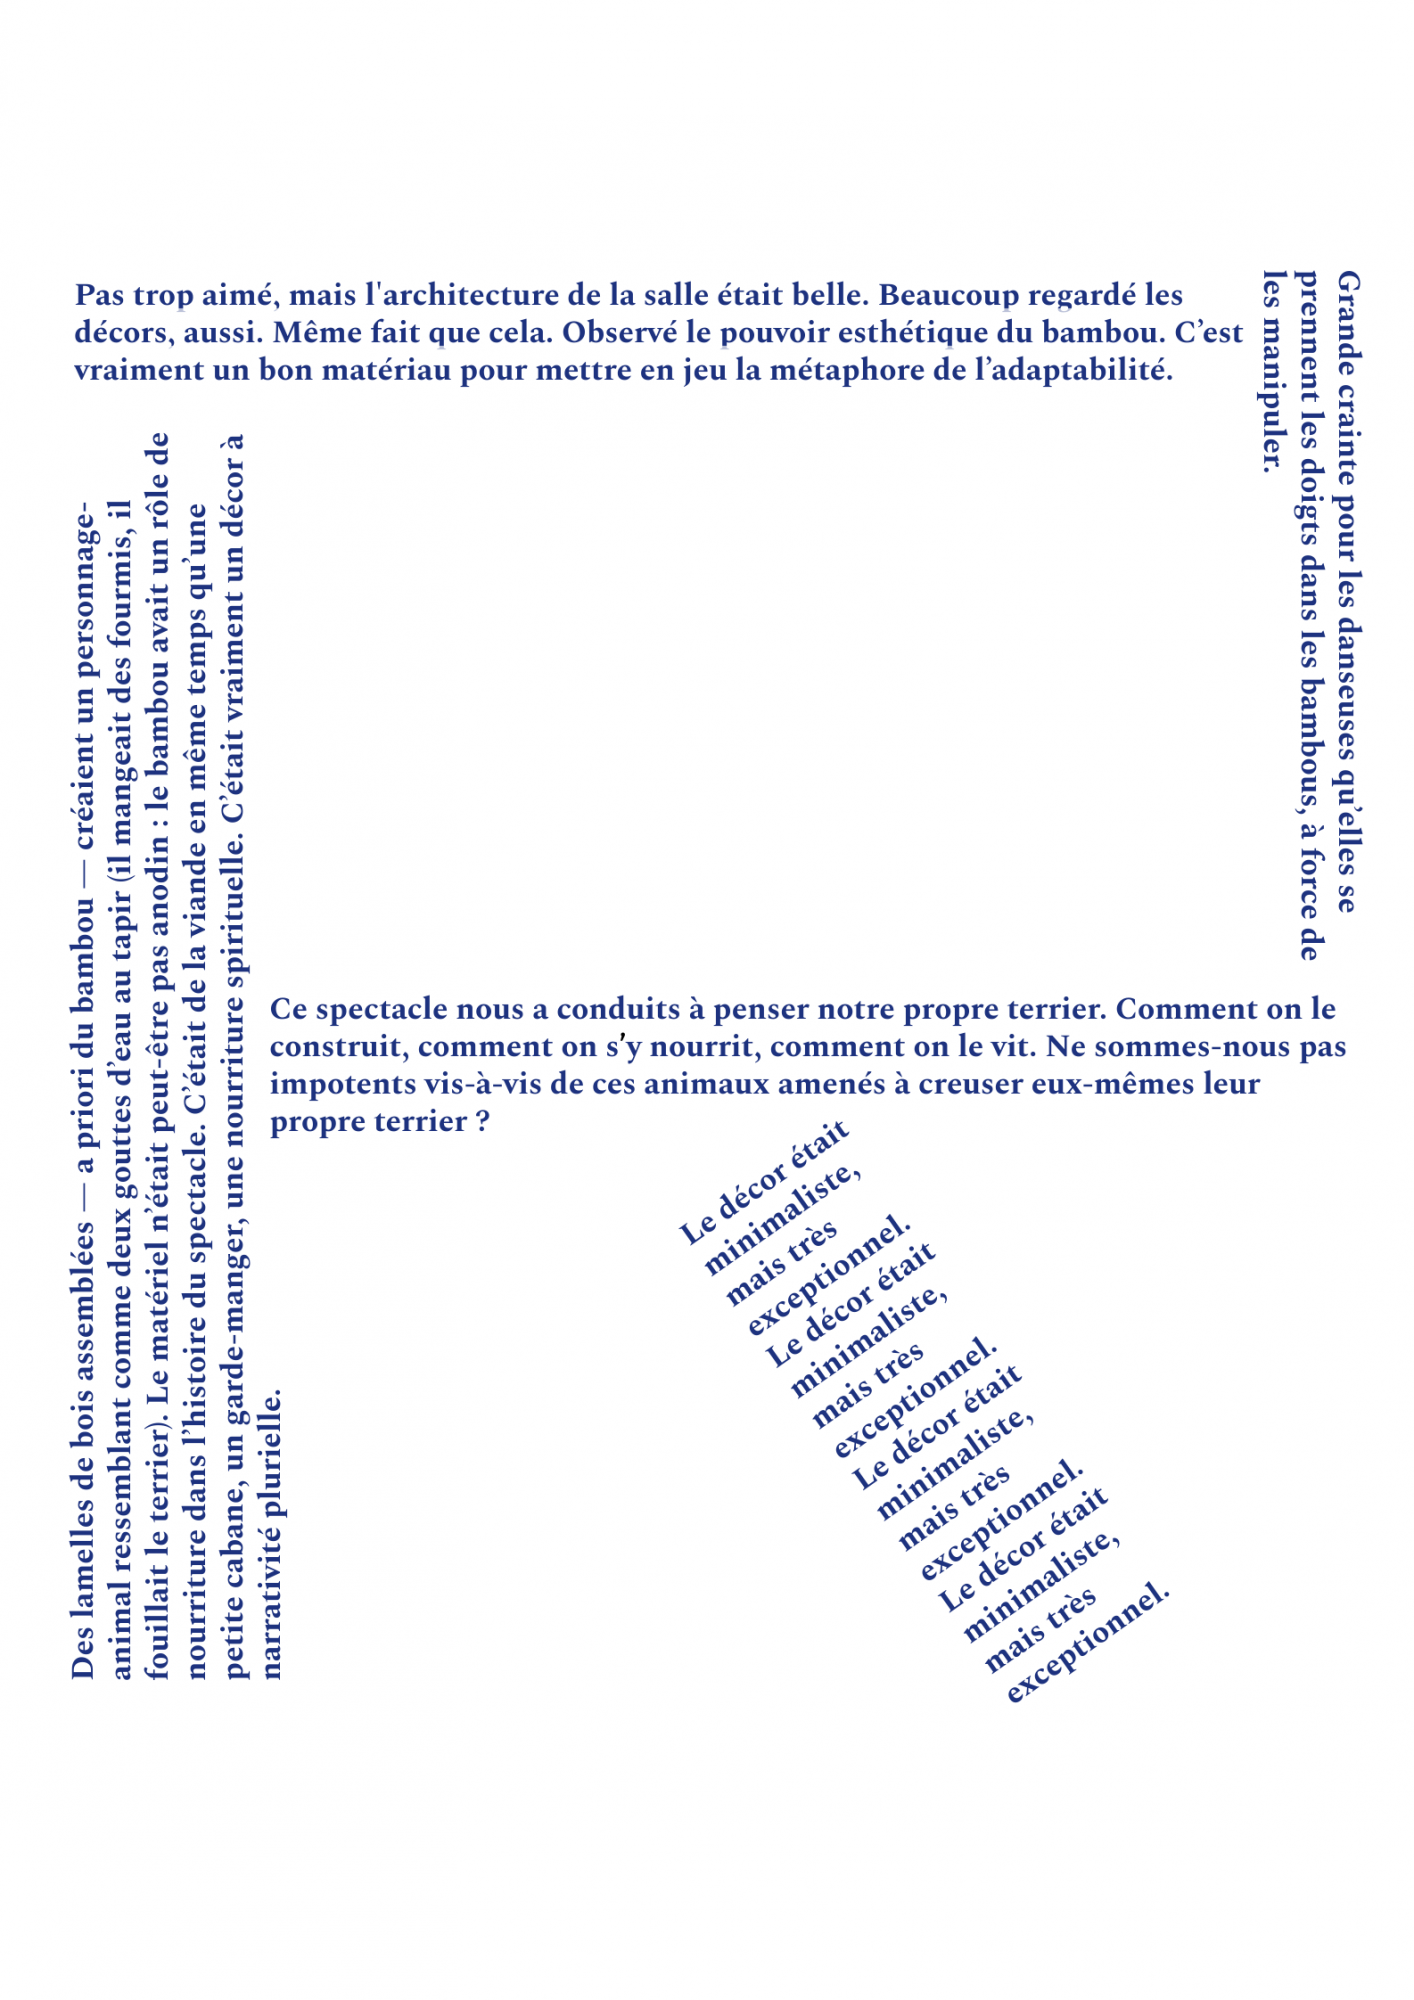 Pas trop aimé, mais l'architecture de la salle était belle. Beaucoup regardé les
décors, aussi. Même fait que cela. Observé le pouvoir esthétique du bambou. C’est
vraiment un bon matériau pour mettre en jeu la métaphore de l’adaptabilité.
Grande crainte pour les danseuses qu’elles se
prennent les doigts dans les bambous, à force de
les manipuler.
Des lamelles de bois assemblées — a priori du bambou — créaient un personnage-
animal ressemblant comme deux gouttes d’eau au tapir (il mangeait des fourmis, il
fouillait le terrier). Le matériel n’était peut-être pas anodin : le bambou avait un rôle de
nourriture dans l’histoire du spectacle. C’était de la viande en même temps qu’une
petite cabane, un garde-manger, une nourriture spirituelle. C’était vraiment un décor à
narrativité plurielle.
Ce spectacle nous a conduits à penser notre propre terrier. Comment on le
construit, comment on s’y nourrit, comment on le vit. Ne sommes-nous pas
impotents vis-à-vis de ces animaux amenés à creuser eux-mêmes leur
propre terrier ?
Le décor était
minimaliste,
mais très
exceptionnel.
Le décor était
minimaliste,
mais très
exceptionnel.
Le décor était
minimaliste,
mais très
exceptionnel.
Le décor était
minimaliste,
mais très
exceptionnel.